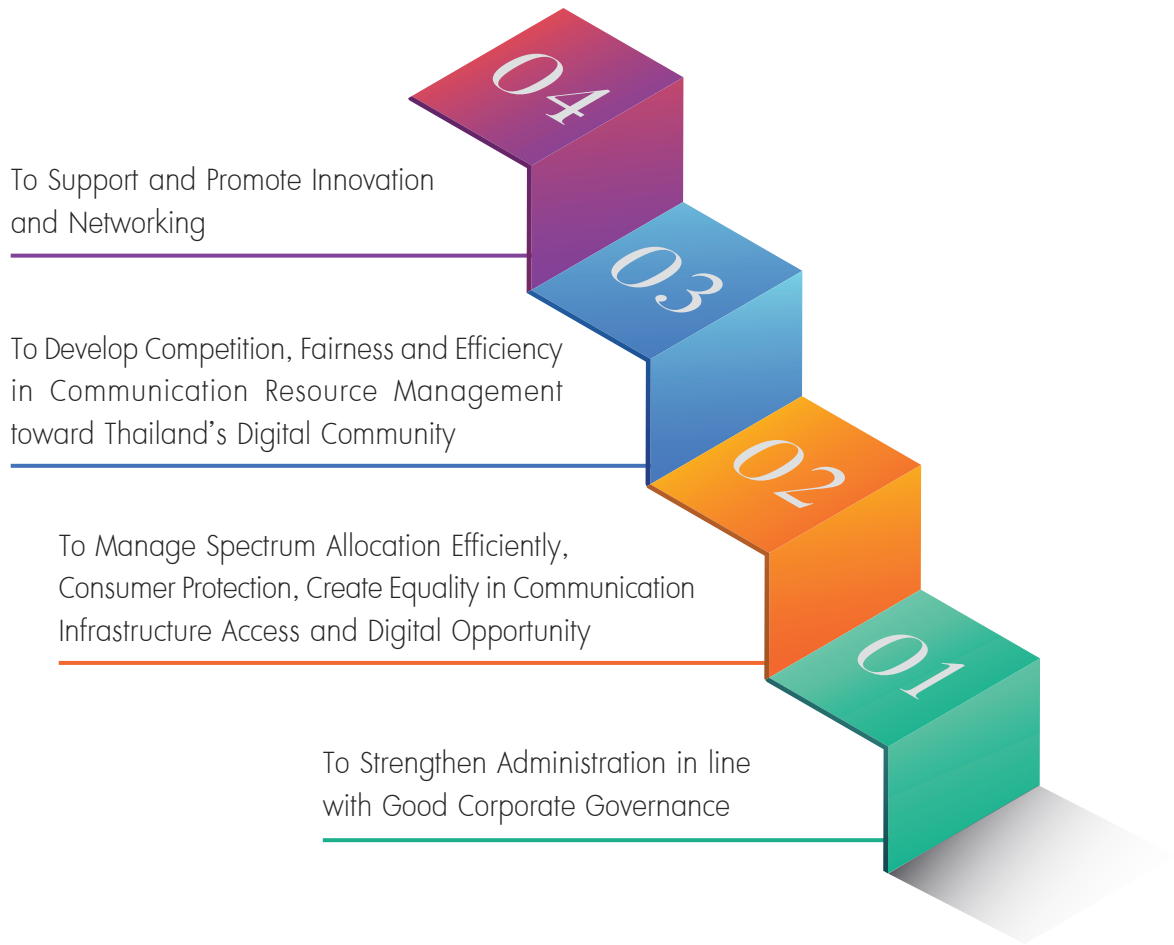 04
To Support and Promote Innovation
and Networking
03
To Develop Competition, Fairness and Efficiency
in Communication Resource Management
toward Thailand’s Digital Community
02
To Manage Spectrum Allocation Efficiently,
Consumer Protection, Create Equality in Communication
Infrastructure Access and Digital Opportunity
01
To Strengthen Administration in line
with Good Corporate Governance